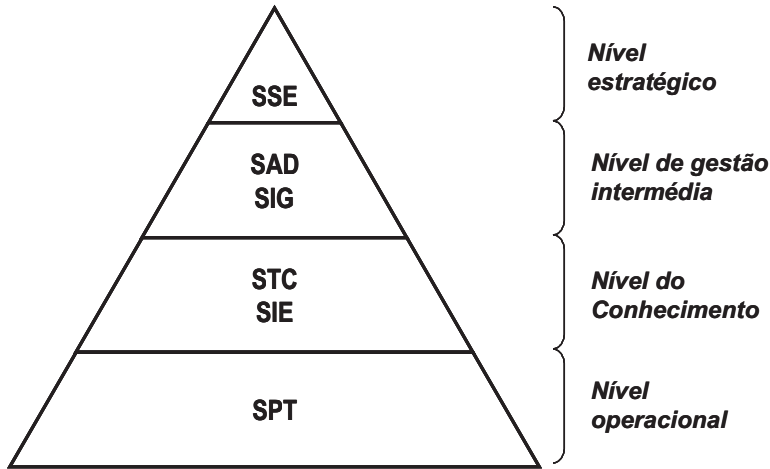 SSE
Nível
estratégico
SAD
SIG
Nível de gestão
intermédia
STC
SIE
Nível do
Conhecimento
SPT
Nível
operacional